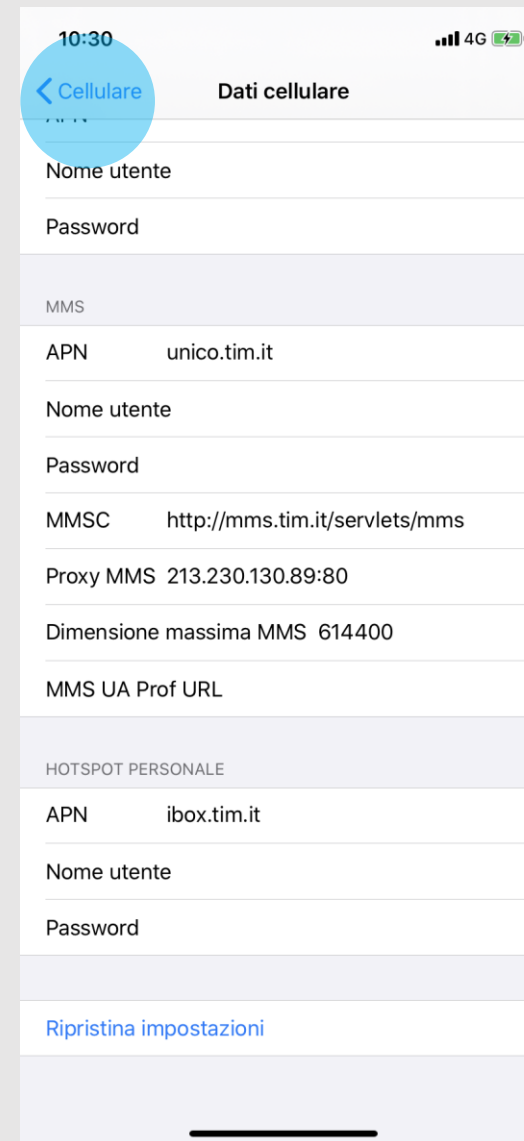 10:30
4G
Cellulare
Dati cellulare
APN
Nome utente
Password
MMS
APN unico.tim.it
Nome utente
Password
MMSC http://mms.tim.it/servlets/mms
Proxy MMS 213.230.130.89:80
Dimensione massima MMS 614400
MMS UA Prof URL
HOTSPOT PERSONALE
APN ibox.tim.it
Nome utente
Password
Ripristina impostazioni